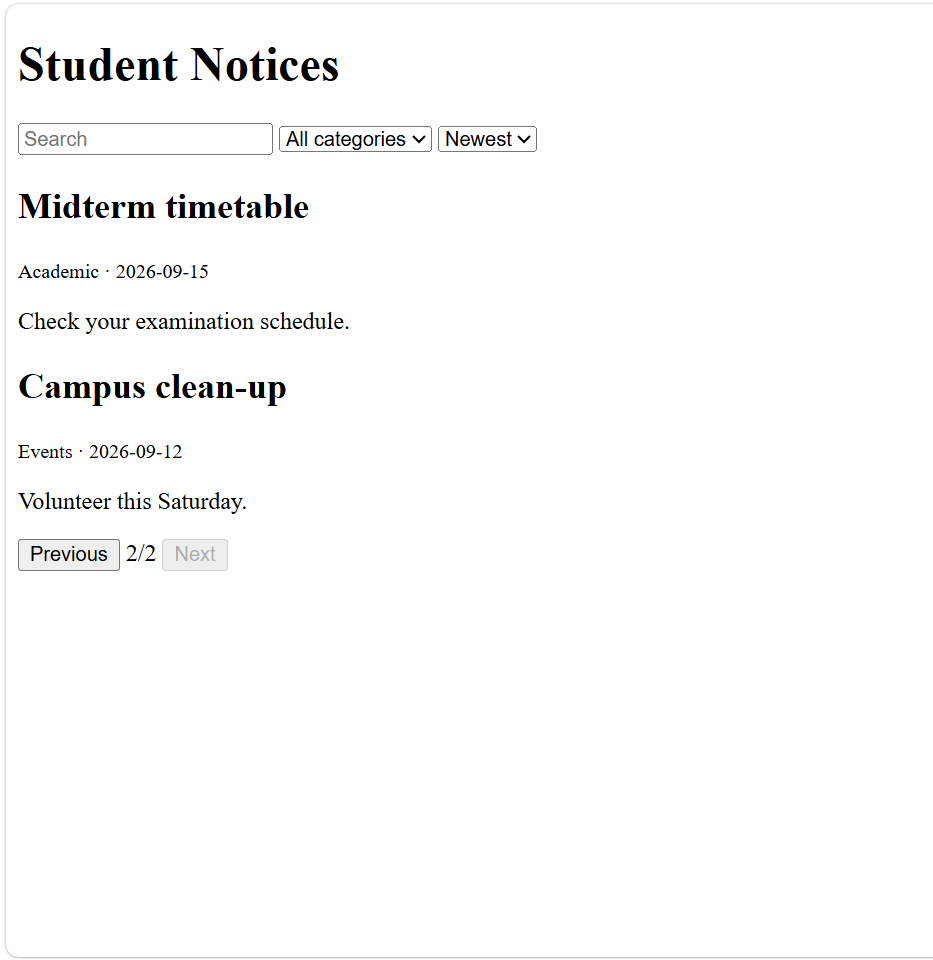 Student Notices
Search All categories Newest
Midterm timetable
Academic · 2026-09-15
Check your examination schedule.
Campus clean-up
Events · 2026-09-12
Volunteer this Saturday.
Previous 2/2 Next